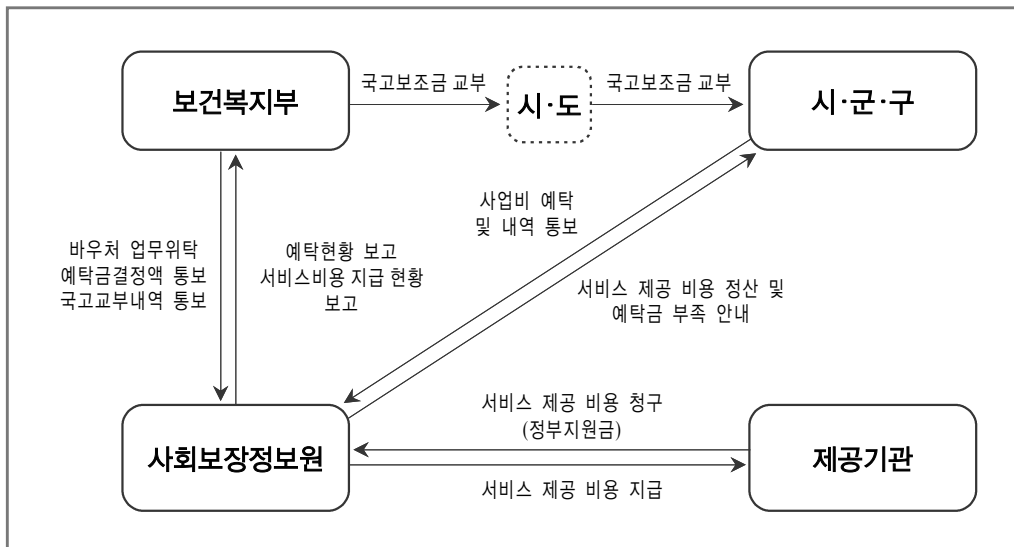 국고보조금 교부
국고보조금 교부
보건복지부
시·도
시·군·구
사업비 예탁
및 내역 통보
바우처 업무위탁
예탁금결정액 통보
국고교부내역 통보
예탁현황 보고
서비스비용 지급 현황
보고
서비스 제공 비용 정산 및
예탁금 부족 안내
서비스 제공 비용 청구
(정부지원금)
사회보장정보원
제공기관
서비스 제공 비용 지급